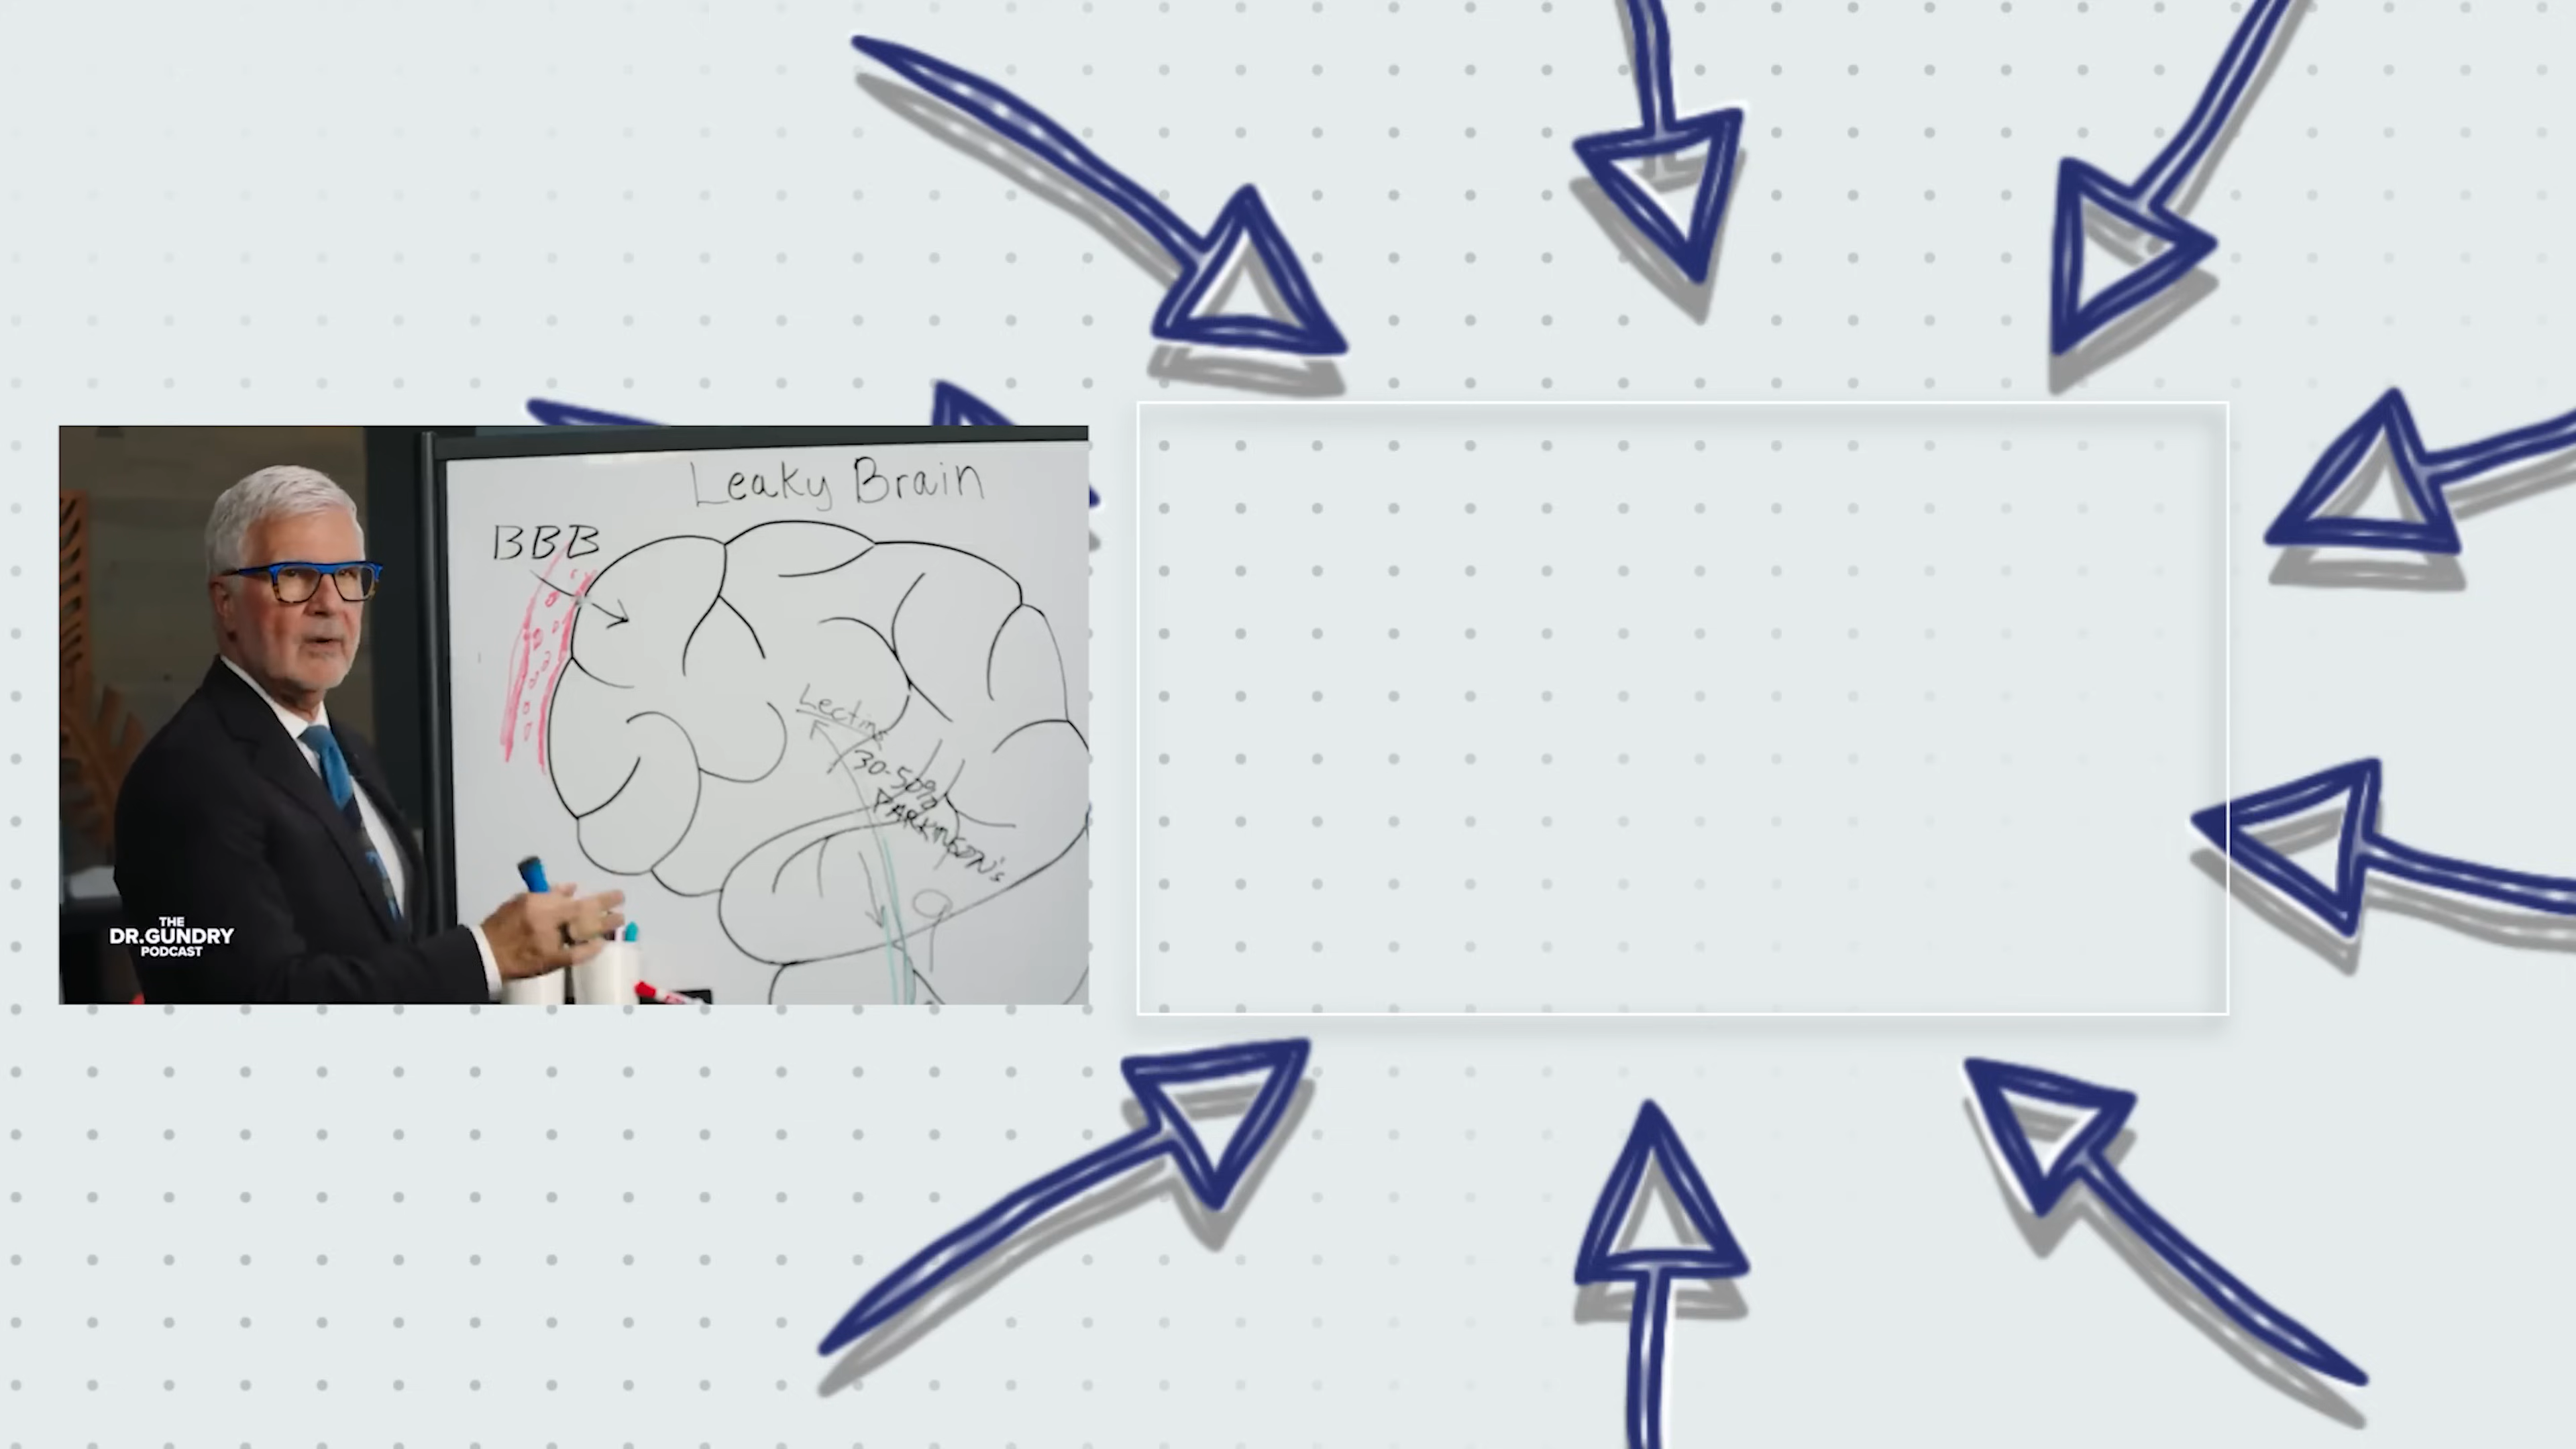 Leaky Brain
BBB
Lectins
30-50%
PARKINSON's
THE
DR.GUNDRY
PODCAST